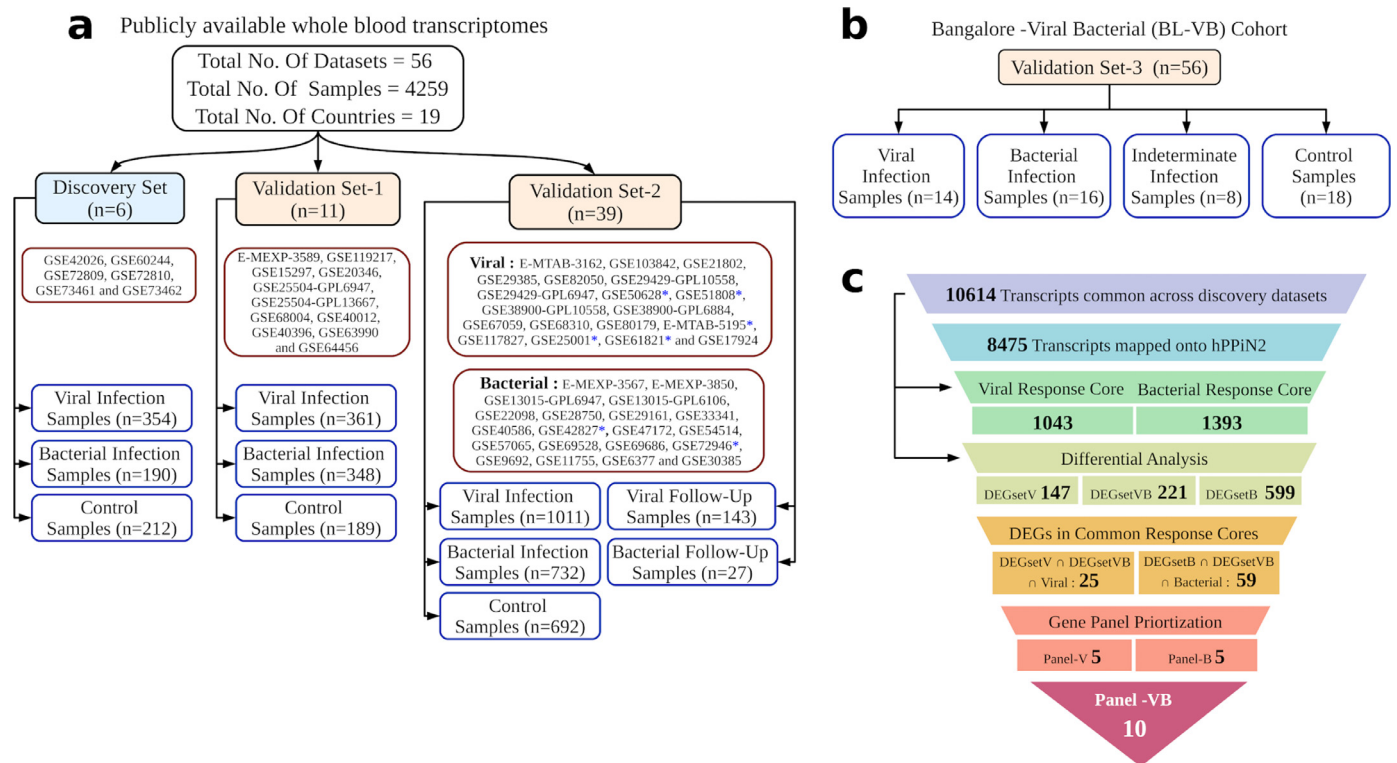 a
Publicly available whole blood transcriptomes
Total No. Of Datasets = 56
Total No. Of Samples = 4259
Total No. Of Countries = 19
Discovery Set
(n=6)
GSE42026, GSE60244,
GSE72809, GSE72810,
GSE73461 and GSE73462
Viral Infection
Samples (n=354)
Bacterial Infection
Samples (n=190)
Control
Samples (n=212)
Validation Set-1
(n=11)
E-MEXP-3589, GSE119217,
GSE15297, GSE20346,
GSE25504-GPL6947,
GSE25504-GPL13667,
GSE68004, GSE40012,
GSE40396, GSE63990
and GSE64456
Viral Infection
Samples (n=361)
Bacterial Infection
Samples (n=348)
Control
Samples (n=189)
Validation Set-2
(n=39)
Viral : E-MTAB-3162, GSE103842, GSE21802,
GSE29385, GSE82050, GSE29429-GPL10558,
GSE29429-GPL6947, GSE50628*, GSE51808*,
GSE38900-GPL10558, GSE38900-GPL6884,
GSE67059, GSE68310, GSE80179, E-MTAB-5195*,
GSE117827, GSE25001*, GSE61821* and GSE17924
Bacterial : E-MEXP-3567, E-MEXP-3850,
GSE13015-GPL6947, GSE13015-GPL6106,
GSE22098, GSE28750, GSE29161, GSE33341,
GSE40586, GSE42827*, GSE47172, GSE54514,
GSE57065, GSE69528, GSE69686, GSE72946*,
GSE9692, GSE11755, GSE6377 and GSE30385
Viral Infection
Samples (n=1011)
Bacterial Infection
Samples (n=732)
Control
Samples (n=692)
Viral Follow-Up
Samples (n=143)
Bacterial Follow-Up
Samples (n=27)
b
Bangalore -Viral Bacterial (BL-VB) Cohort
Validation Set-3 (n=56)
Viral
Infection
Samples (n=14)
Bacterial
Infection
Samples (n=16)
Indeterminate
Infection
Samples (n=8)
Control
Samples
(n=18)
c
10614 Transcripts common across discovery datasets
8475 Transcripts mapped onto hPPiN2
Viral Response Core Bacterial Response Core
1043 1393
Differential Analysis
DEGsetV 147 DEGsetVB 221 DEGsetB 599
DEGs in Common Response Cores
DEGsetV ∩ DEGsetVB
∩ Viral : 25
DEGsetB ∩ DEGsetVB
∩ Bacterial : 59
Gene Panel Priortization
Panel-V 5 Panel-B 5
Panel -VB
10